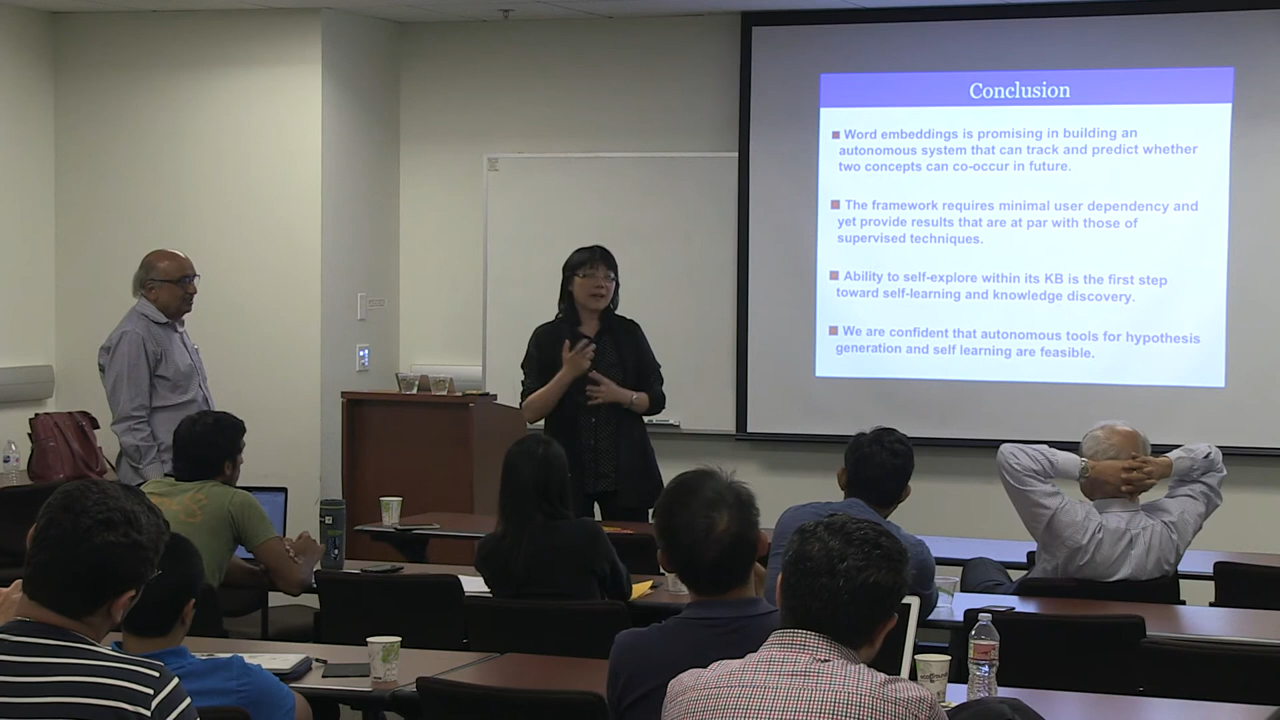 Conclusion
Word embeddings is promising in building an
autonomous system that can track and predict whether
two concepts can co-occur in future.
The framework requires minimal user dependency and
yet provide results that are at par with those of
supervised techniques.
Ability to self-explore within its KB is the first step
toward self-learning and knowledge discovery.
We are confident that autonomous tools for hypothesis
generation and self learning are feasible.